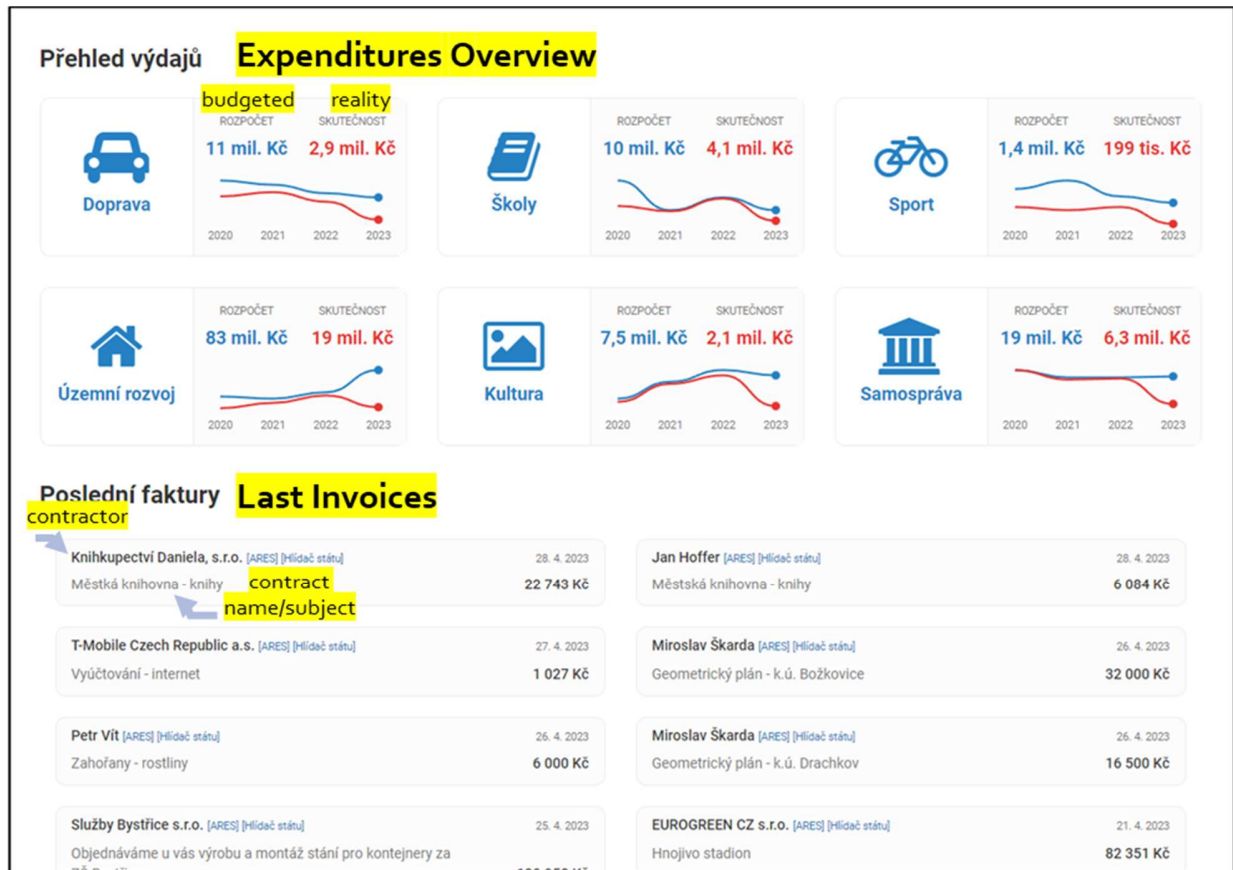 Přehled výdajů Expenditures Overview
budgeted reality
ROZPOČET SKUTEČNOST
11 mil. Kč 2,9 mil. Kč
Doprava
2020 2021 2022 2023
ROZPOČET SKUTEČNOST
10 mil. Kč 4,1 mil. Kč
Školy
2020 2021 2022 2023
ROZPOČET SKUTEČNOST
1,4 mil. Kč 199 tis. Kč
Sport
2020 2021 2022 2023
ROZPOČET SKUTEČNOST
83 mil. Kč 19 mil. Kč
Územní rozvoj
2020 2021 2022 2023
ROZPOČET SKUTEČNOST
7,5 mil. Kč 2,1 mil. Kč
Kultura
2020 2021 2022 2023
ROZPOČET SKUTEČNOST
19 mil. Kč 6,3 mil. Kč
Samospráva
2020 2021 2022 2023
Poslední faktury Last Invoices
contractor
Knihkupectví Daniela, s.r.o. [ARES] [Hlídač státu] 28. 4. 2023
Městká knihovna - knihy 22 743 Kč
contract
name/subject
Jan Hoffer [ARES] [Hlídač státu] 28. 4. 2023
Městská knihovna - knihy 6 084 Kč
T-Mobile Czech Republic a.s. [ARES] [Hlídač státu] 27. 4. 2023
Vyúčtování - internet 1 027 Kč
Miroslav Škarda [ARES] [Hlídač státu] 26. 4. 2023
Geometrický plán - k.ú. Božkovice 32 000 Kč
Petr Vít [ARES] [Hlídač státu] 26. 4. 2023
Zahořany - rostliny 6 000 Kč
Miroslav Škarda [ARES] [Hlídač státu] 26. 4. 2023
Geometrický plán - k.ú. Drachkov 16 500 Kč
Služby Bystřice s.r.o. [ARES] [Hlídač státu] 25. 4. 2023
Objednáváme u vás výrobu a montáž stání pro kontejnery za
EUROGREEN CZ s.r.o. [ARES] [Hlídač státu] 21. 4. 2023
Hnojivo stadion 82 351 Kč